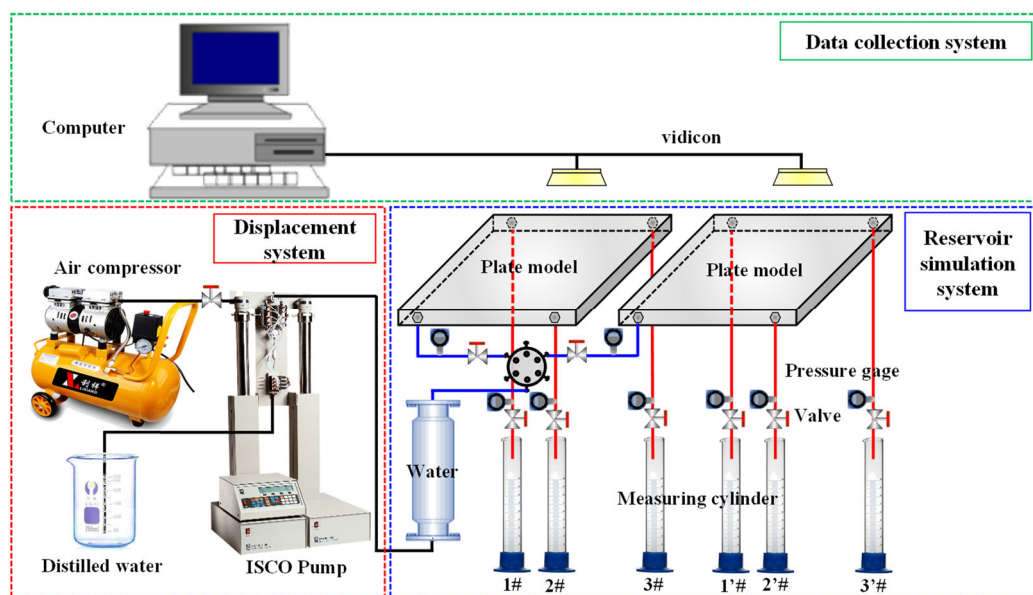 Data collection system
Computer
vidicon
Displacement
system
Air compressor
Reservoir
simulation
system
Plate model
Plate model
Pressure gage
Valve
Water
Measuring cylinder
Distilled water
ISCO Pump
1#
2#
3#
1’#
2’#
3’#